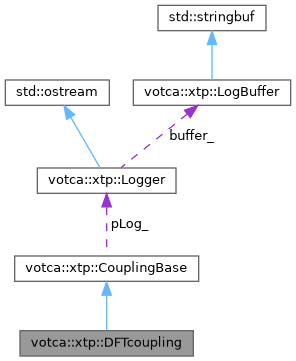 std::stringbuf
std::ostream
votca::xtp::LogBuffer
buffer_
votca::xtp::Logger
pLog_
votca::xtp::CouplingBase
votca::xtp::DFTcoupling